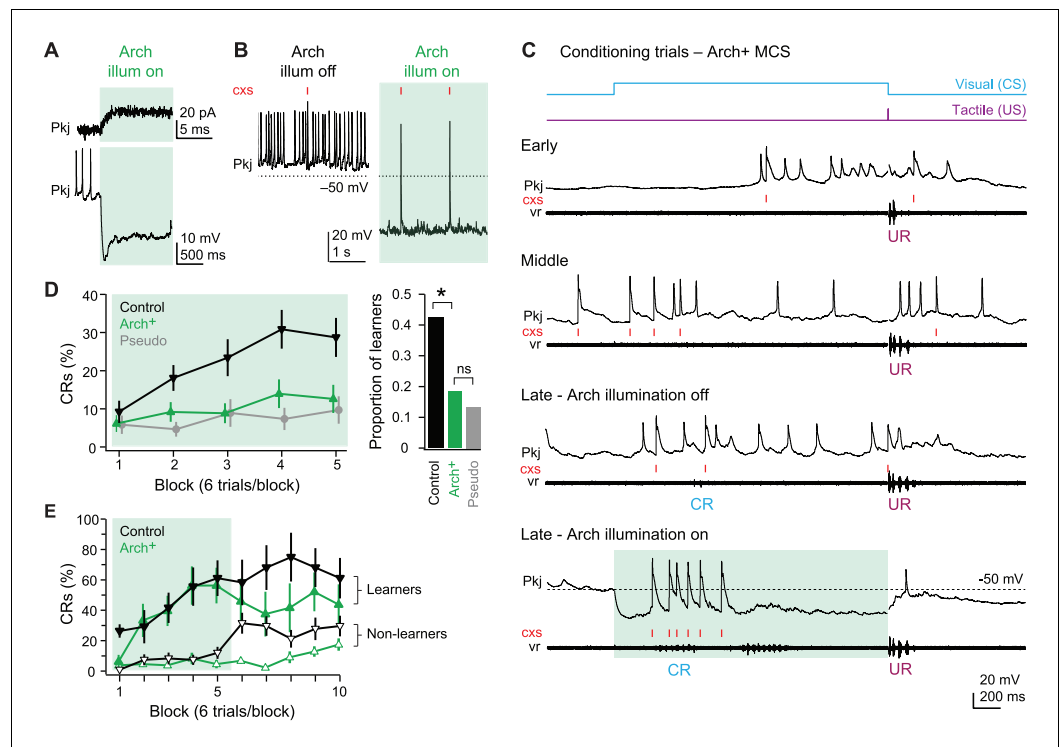 A
Arch
illum on
Pkj
20 pA
5 ms
Pkj
10 mV
500 ms
B
Arch
illum off
Arch
illum on
cxs
Pkj
–50 mV
20 mV
1 s
C
Conditioning trials – Arch+ MCS
Visual (CS)
Tactile (US)
Early
Pkj
cxs
vr
UR
Middle
Pkj
cxs
vr
UR
Late - Arch illumination off
Pkj
cxs
vr
CR
UR
Late - Arch illumination on
Pkj
-50 mV
cxs
vr
CR
UR
20 mV
200 ms
D
Control
Arch+
Pseudo
CRs (%)
40
30
20
10
0
1 2 3 4 5
Block (6 trials/block)
Proportion of learners
0.5
0.4
0.3
0.2
0.1
0
*
ns
Control
Arch+
Pseudo
E
Control
Arch+
CRs (%)
100
80
60
40
20
0
Learners
Non-learners
1 5 10
Block (6 trials/block)